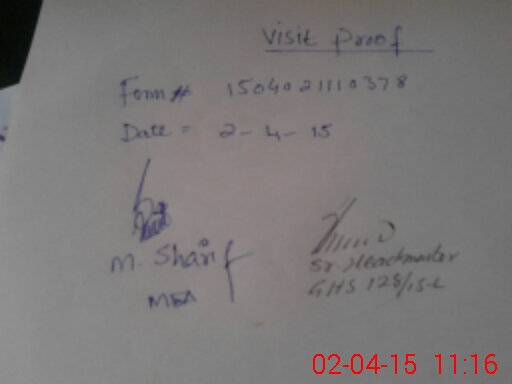 Visit Proof
Form # 15040211110378
Date = 2-4-15
M. Sharif
MEA
Sr. Headmaster
GHS 128/15-L
02-04-15 11:16